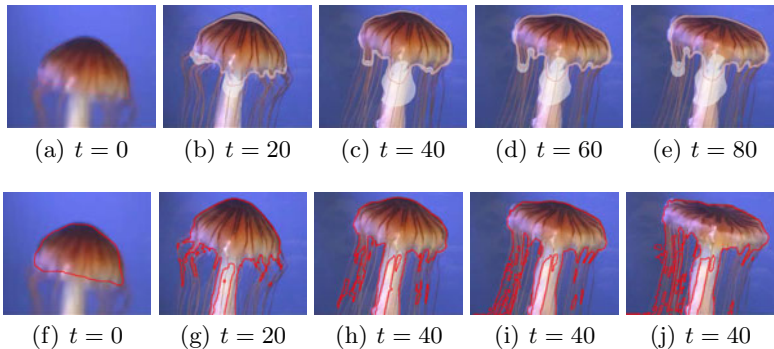 (a) t = 0 (b) t = 20 (c) t = 40 (d) t = 60 (e) t = 80
(f) t = 0 (g) t = 20 (h) t = 40 (i) t = 40 (j) t = 40